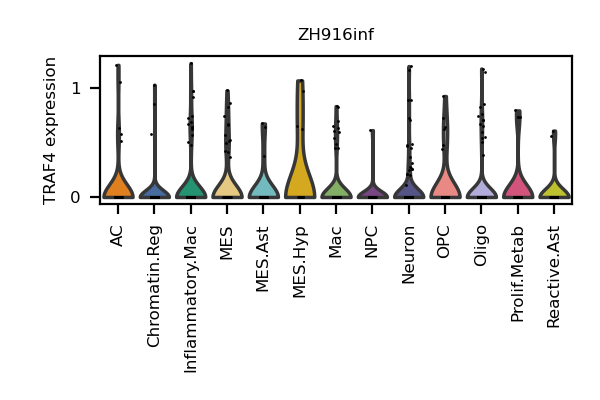 ZH916inf
TRAF4 expression
1
0
AC
Chromatin.Reg
Inflammatory.Mac
MES
MES.Ast
MES.Hyp
Mac
NPC
Neuron
OPC
Oligo
Prolif.Metab
Reactive.Ast